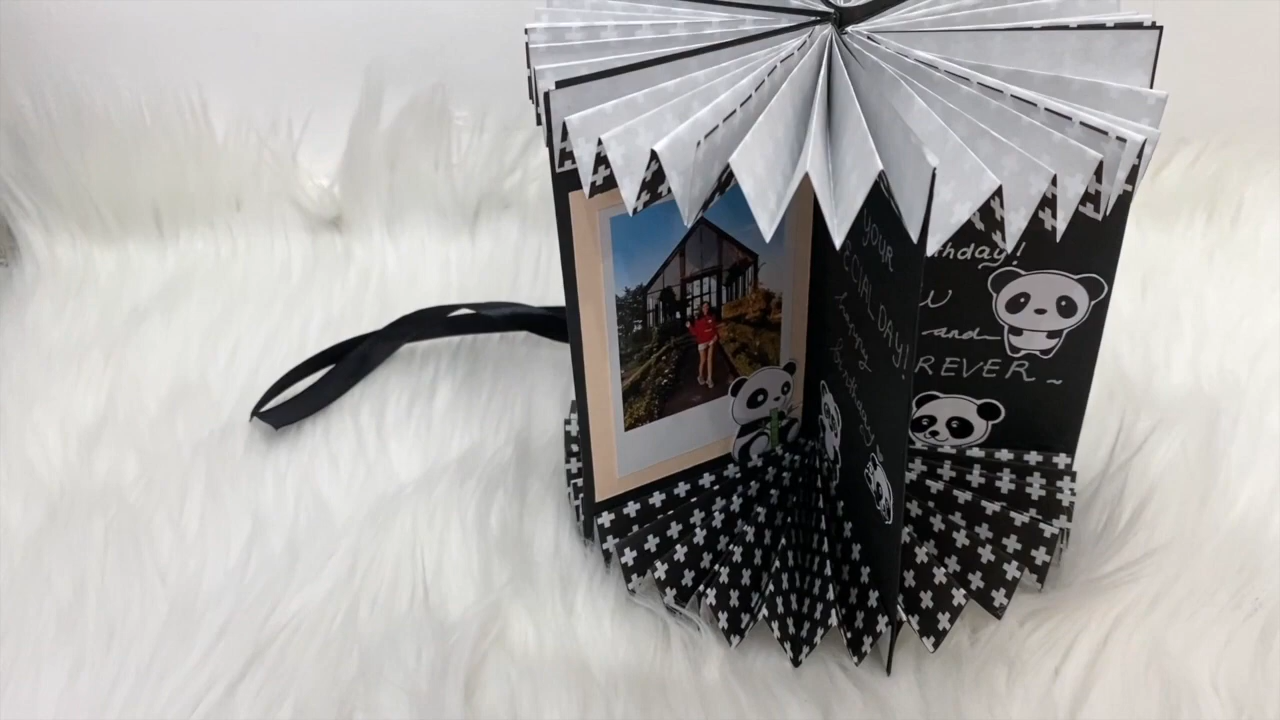 YOUR
ECIAL DAY!
happy
birthday
thday!
U
and
REVER~